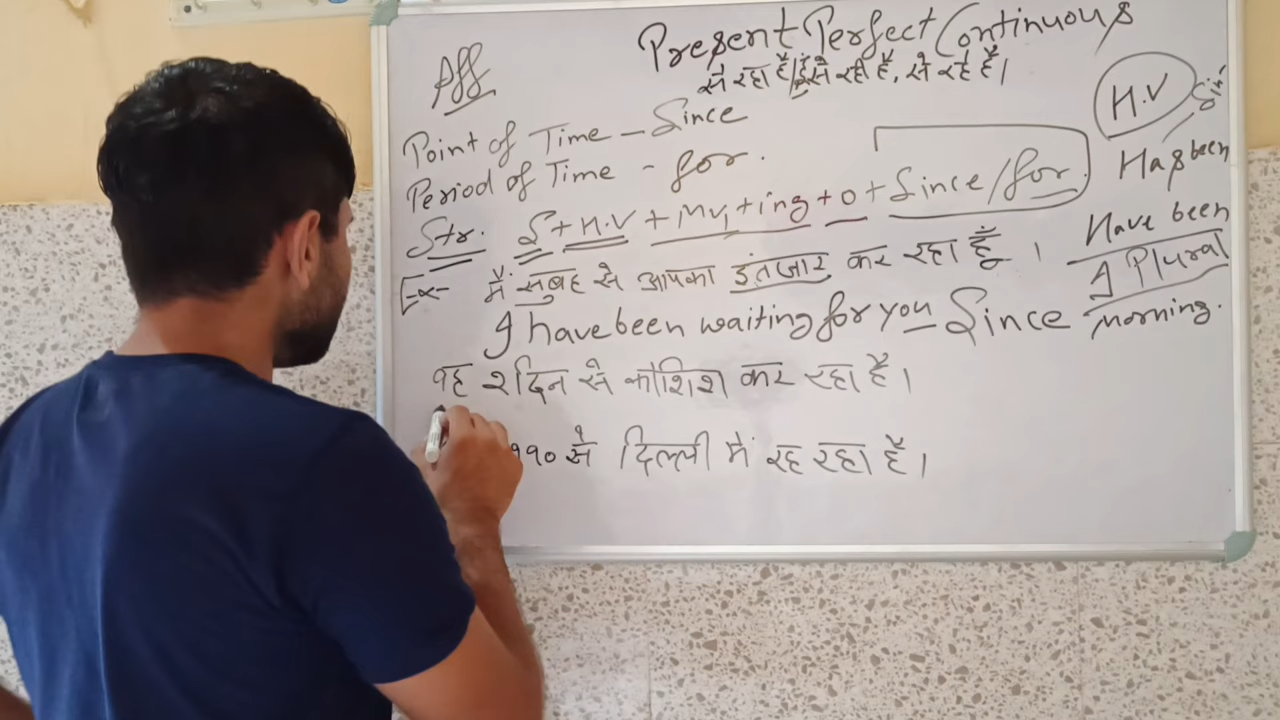 Present Perfect Continuous
Aff
से रहा है, से रही है, से रहे हैं।
H.V
Point of Time - Since
Has been
Period of Time - for.
Have been
Str. S + H.V + MV1 + ing + O + Since / for
I Plural
Ex- मैं सुबह से आपका इंतजार कर रहा हूँ ।
I have been waiting for you Since morning.
वह २ दिन से कोशिश कर रहा है।
से दिल्ली में रह रहा है।